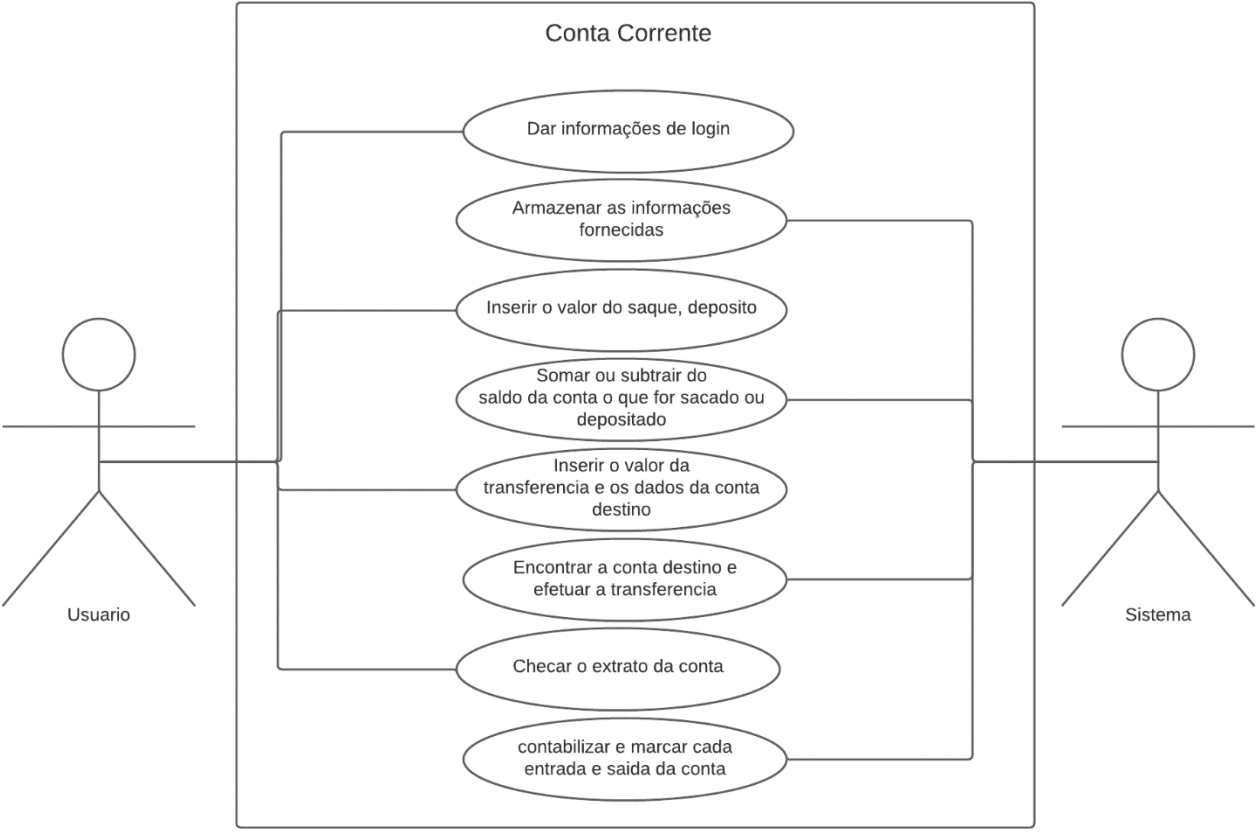 Conta Corrente
Dar informações de login
Armazenar as informações
fornecidas
Inserir o valor do saque, deposito
Somar ou subtrair do
saldo da conta o que for sacado ou
depositado
Inserir o valor da
transferencia e os dados da conta
destino
Encontrar a conta destino e
efetuar a transferencia
Usuario
Sistema
Checar o extrato da conta
contabilizar e marcar cada
entrada e saida da conta